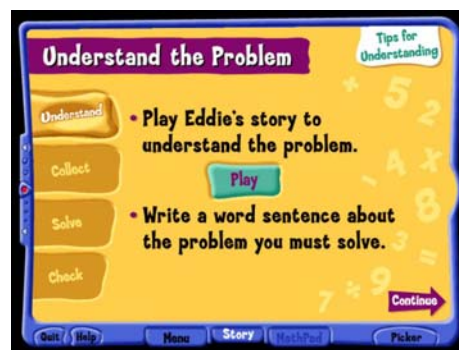 Understand the Problem
Tips for
Understanding
Understand
Collect
Solve
Check
• Play Eddie's story to
understand the problem.
Play
• Write a word sentence about
the problem you must solve.
Continue
Quit
Help
Menu
Story
MathPad
Picker